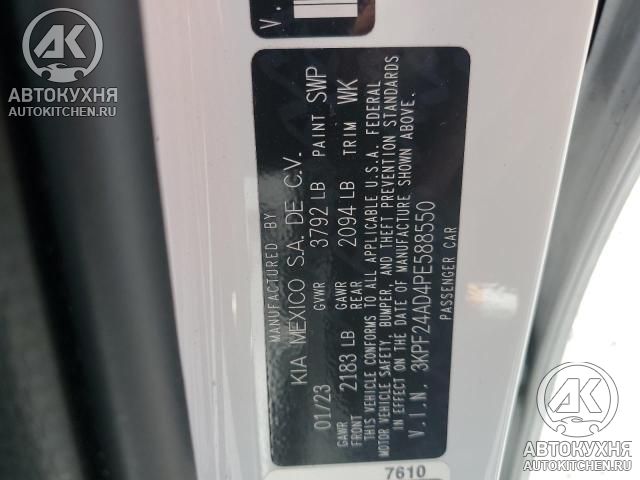 АК
АВТОКУХНЯ
AUTOKITCHEN.RU
V.
MANUFACTURED BY
KIA MEXICO S.A. DE C.V.
01/23 GVWR 3792 LB PAINT SWP
GAWR FRONT 2183 LB GAWR REAR 2094 LB TRIM WK
THIS VEHICLE CONFORMS TO ALL APPLICABLE U.S.A. FEDERAL
MOTOR VEHICLE SAFETY, BUMPER, AND THEFT PREVENTION STANDARDS
IN EFFECT ON THE DATE OF MANUFACTURE SHOWN ABOVE.
V.I.N. 3KPF24AD4PE588550
PASSENGER CAR
7610
АК
АВТОКУХНЯ
AUTOKITCHEN.RU